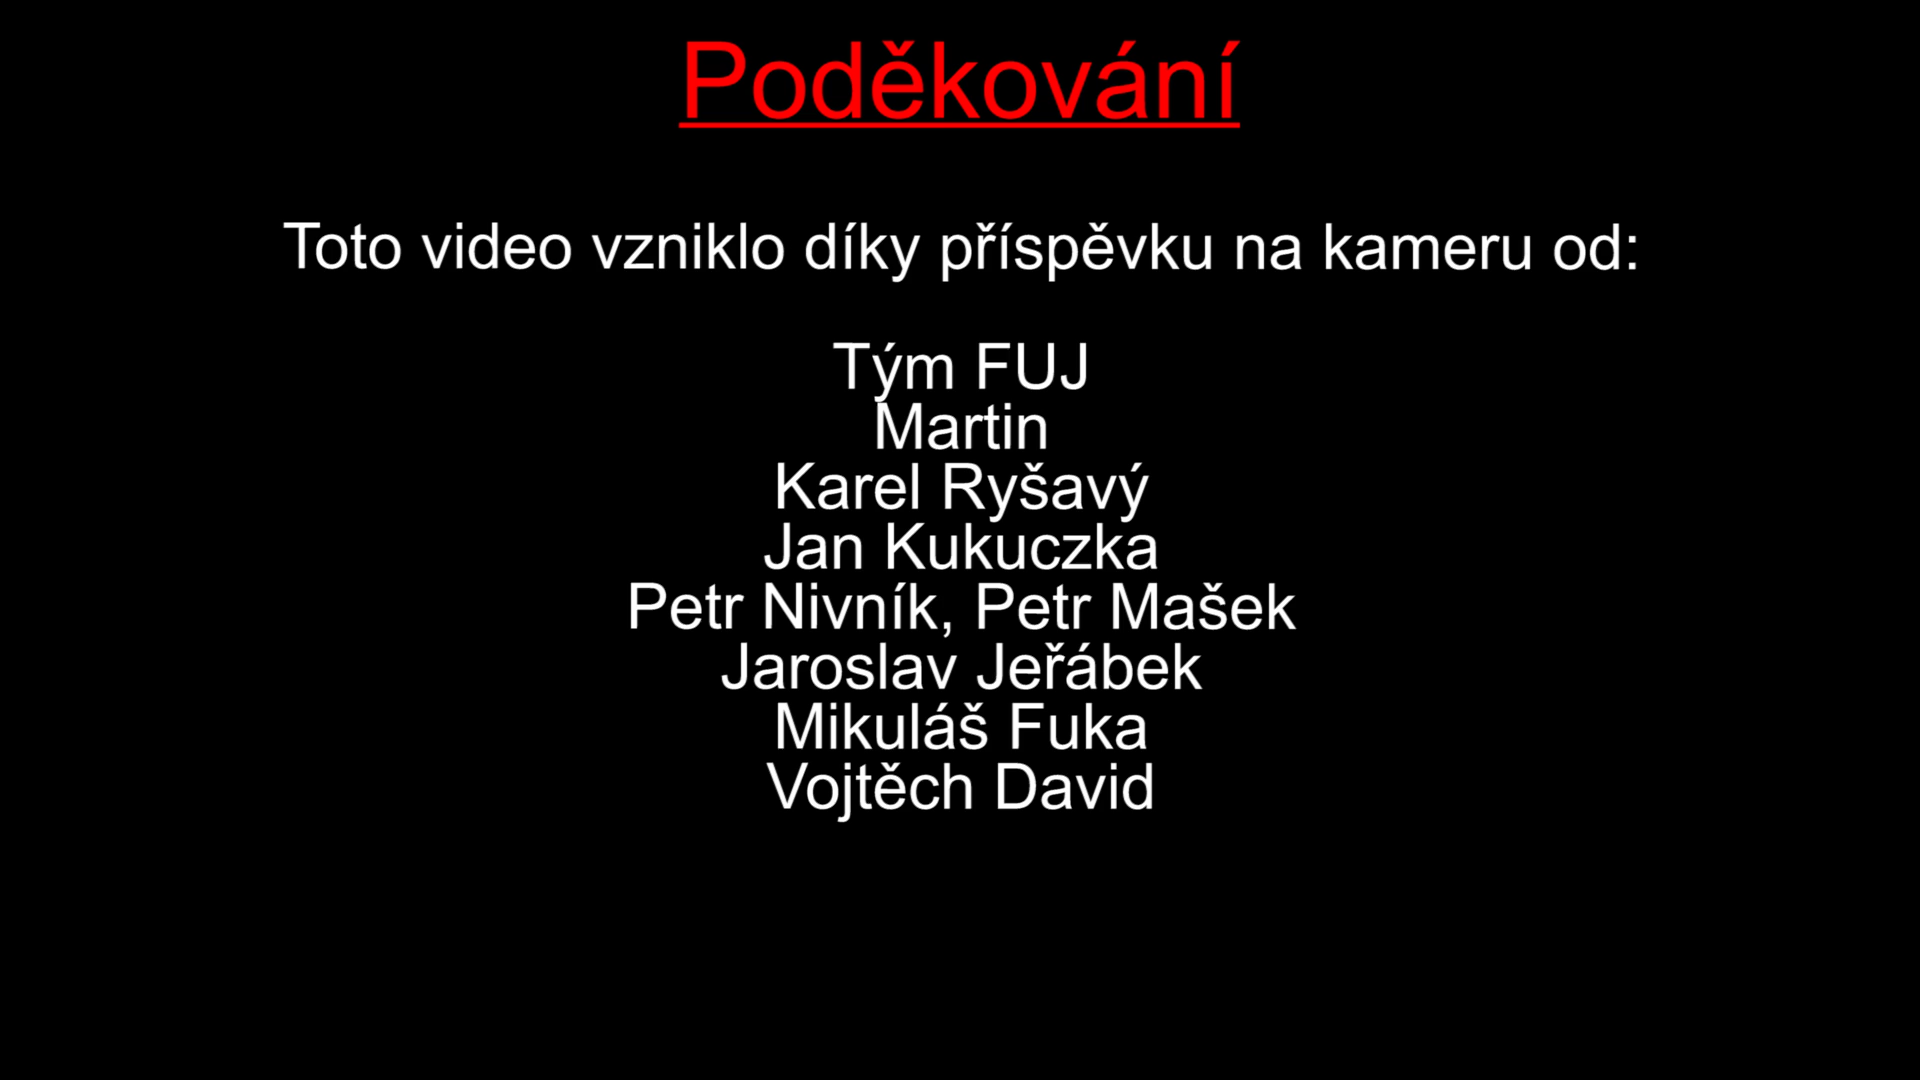 Poděkování
Toto video vzniklo díky příspěvku na kameru od:
Tým FUJ
Martin
Karel Ryšavý
Jan Kukuczka
Petr Nivník, Petr Mašek
Jaroslav Jeřábek
Mikuláš Fuka
Vojtěch David